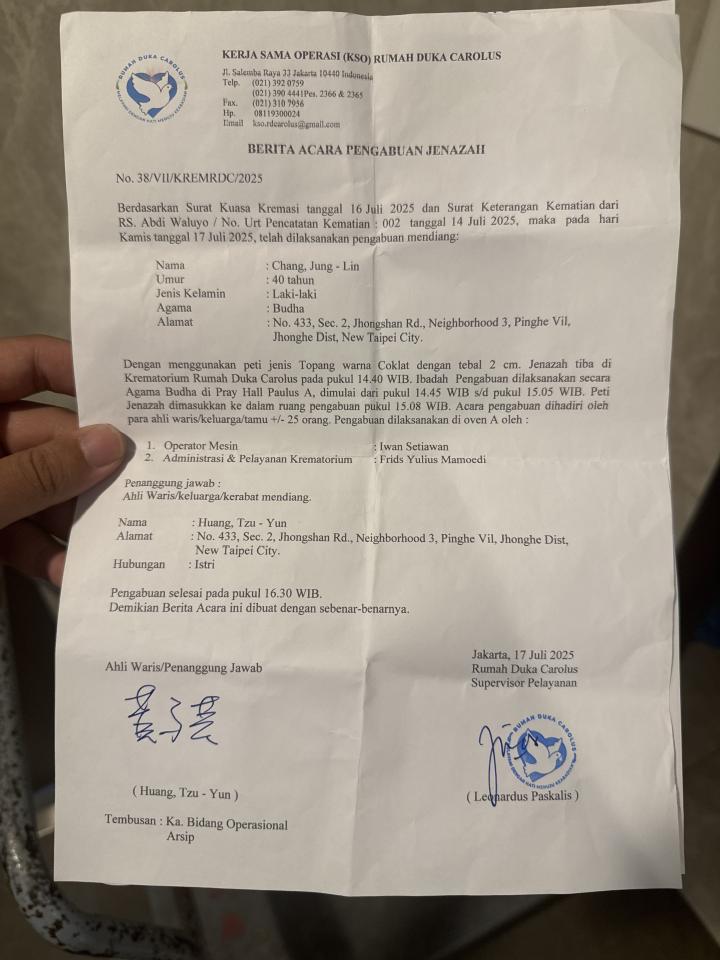 RUMAH DUKA CAROLUS
MELAYANI DENGAN HATI MENUJU KEABADIAN
KERJA SAMA OPERASI (KSO) RUMAH DUKA CAROLUS
Jl. Salemba Raya 33 Jakarta 10440 Indonesia
Telp. (021) 392 0759
(021) 390 4441Pes. 2366 & 2365
Fax. (021) 310 7956
Hp. 08119300024
Email kso.rdcarolus@gmail.com
BERITA ACARA PENGABUAN JENAZAH
No. 38/VII/KREMRDC/2025
Berdasarkan Surat Kuasa Kremasi tanggal 16 Juli 2025 dan Surat Keterangan Kematian dari
RS. Abdi Waluyo / No. Urt Pencatatan Kematian : 002 tanggal 14 Juli 2025, maka pada hari
Kamis tanggal 17 Juli 2025, telah dilaksanakan pengabuan mendiang:
Nama : Chang, Jung - Lin
Umur : 40 tahun
Jenis Kelamin : Laki-laki
Agama : Budha
Alamat : No. 433, Sec. 2, Jhongshan Rd., Neighborhood 3, Pinghe Vil,
Jhonghe Dist, New Taipei City.
Dengan menggunakan peti jenis Topang warna Coklat dengan tebal 2 cm. Jenazah tiba di
Krematorium Rumah Duka Carolus pada pukul 14.40 WIB. Ibadah Pengabuan dilaksanakan secara
Agama Budha di Pray Hall Paulus A, dimulai dari pukul 14.45 WIB s/d pukul 15.05 WIB. Peti
Jenazah dimasukkan ke dalam ruang pengabuan pukul 15.08 WIB. Acara pengabuan dihadiri oleh
para ahli waris/keluarga/tamu +/- 25 orang. Pengabuan dilaksanakan di oven A oleh :
1. Operator Mesin : Iwan Setiawan
2. Administrasi & Pelayanan Krematorium : Frids Yulius Mamoedi
Penanggung jawab :
Ahli Waris/keluarga/kerabat mendiang.
Nama : Huang, Tzu - Yun
Alamat : No. 433, Sec. 2, Jhongshan Rd., Neighborhood 3, Pinghe Vil, Jhonghe Dist,
New Taipei City.
Hubungan : Istri
Pengabuan selesai pada pukul 16.30 WIB.
Demikian Berita Acara ini dibuat dengan sebenar-benarnya.
Jakarta, 17 Juli 2025
Ahli Waris/Penanggung Jawab
Rumah Duka Carolus
Supervisor Pelayanan
RUMAH DUKA CAROLUS
MELAYANI DENGAN HATI MENUJU KEABADIAN
( Huang, Tzu - Yun )
( Leonardus Paskalis )
Tembusan : Ka. Bidang Operasional
Arsip